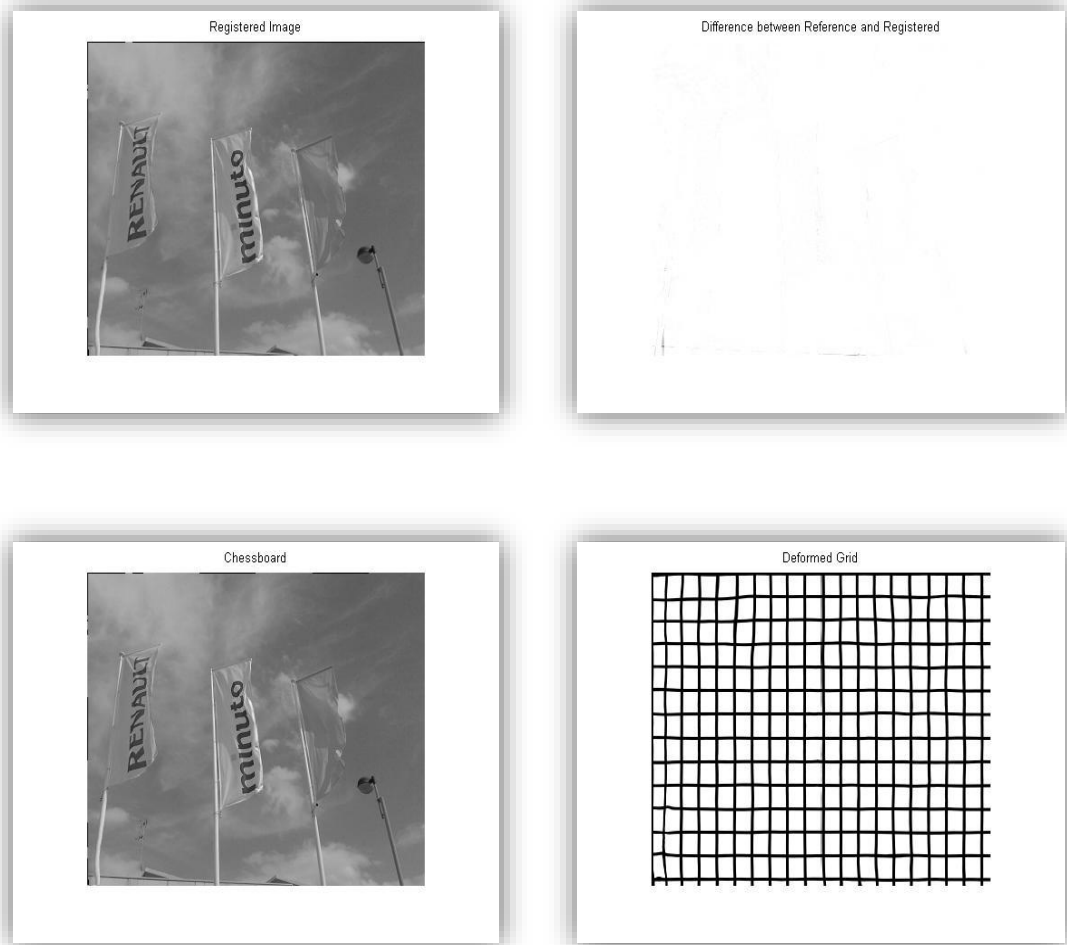 Registered Image
Difference between Reference and Registered
RENAULT
minuto
Chessboard
Deformed Grid
RENAULT
minuto